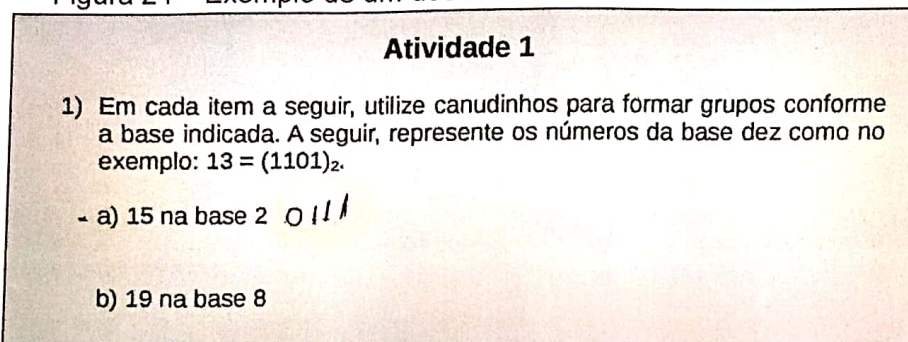 Atividade 1
1) Em cada item a seguir, utilize canudinhos para formar grupos conforme
a base indicada. A seguir, represente os números da base dez como no
exemplo: 13 = (1101)₂.
- a) 15 na base 2 0111
b) 19 na base 8